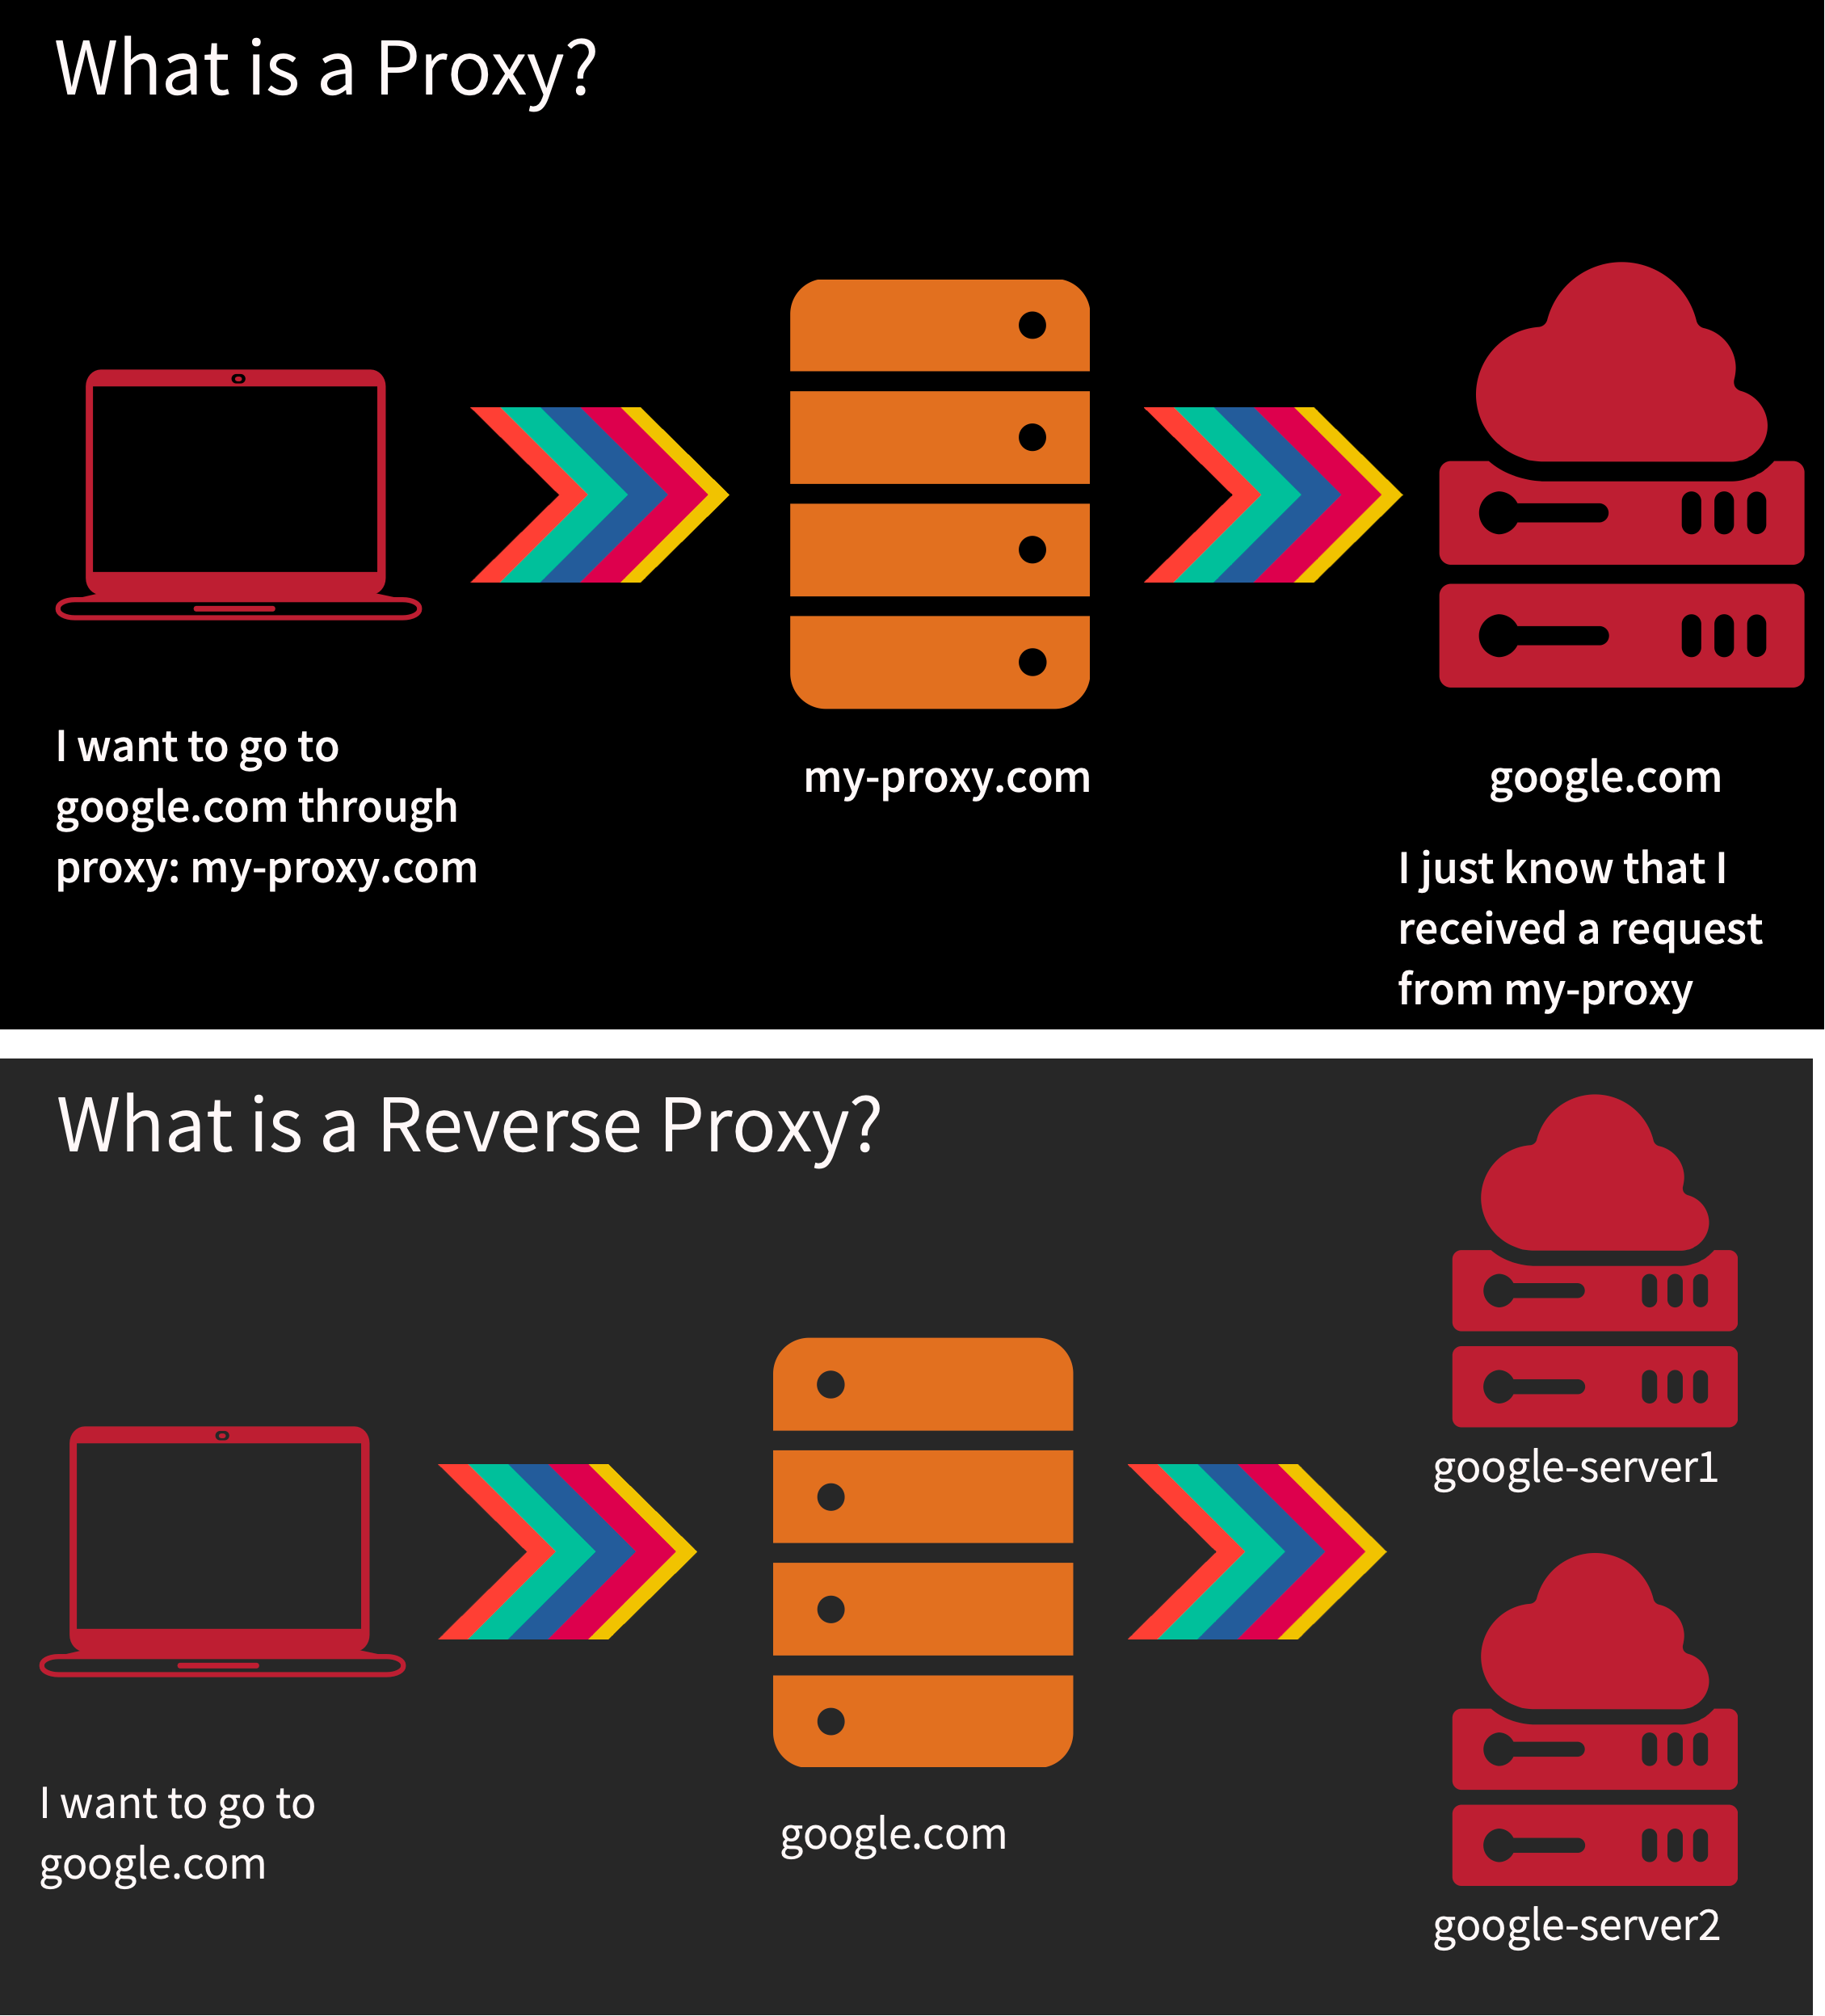 What is a Proxy?
I want to go to
google.com through
proxy: my-proxy.com
my-proxy.com
google.com
I just know that I
received a request
from my-proxy
What is a Reverse Proxy?
I want to go to
google.com
google.com
google-server1
google-server2